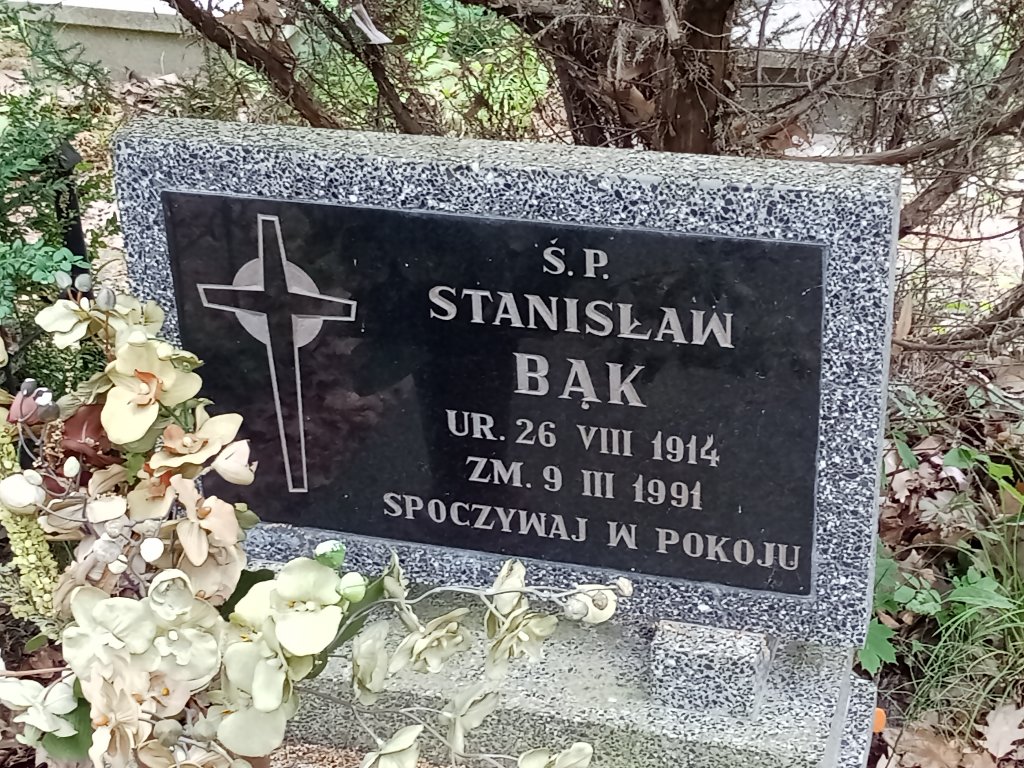 Ś.P.
STANISŁAW
BĄK
UR. 26 VIII 1914
ZM. 9 III 1991
SPOCZYWAJ W POKOJU